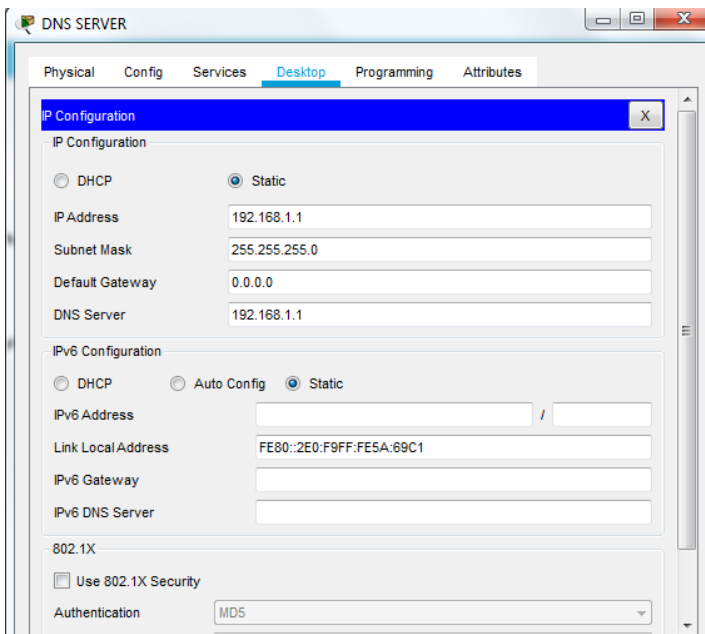 DNS SERVER
Physical Config Services Desktop Programming Attributes
IP Configuration X
IP Configuration
DHCP Static
IP Address 192.168.1.1
Subnet Mask 255.255.255.0
Default Gateway 0.0.0.0
DNS Server 192.168.1.1
IPv6 Configuration
DHCP Auto Config Static
IPv6 Address /
Link Local Address FE80::2E0:F9FF:FE5A:69C1
IPv6 Gateway
IPv6 DNS Server
802.1X
Use 802.1X Security
Authentication MD5